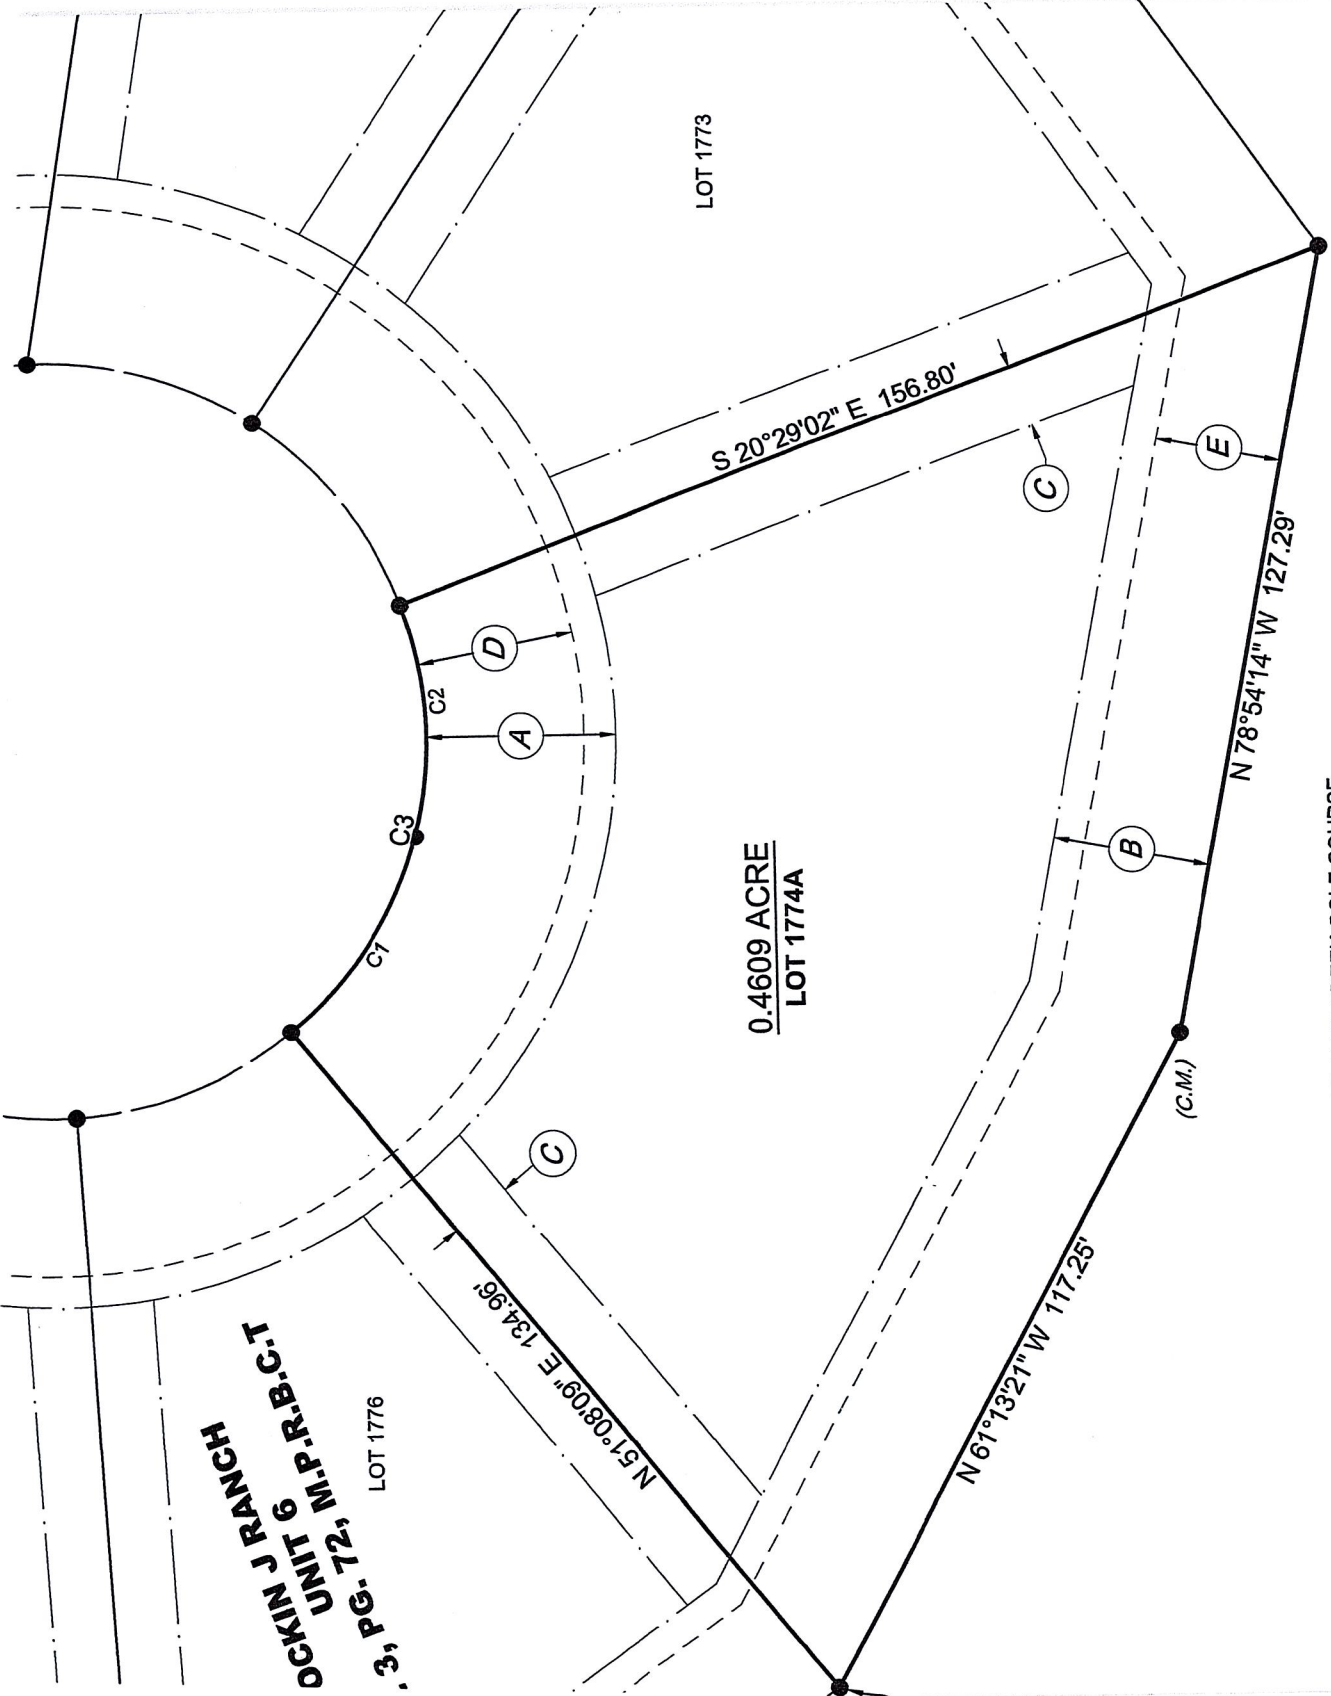 OCKIN J RANCH
UNIT 6
. 3, PG. 72, M.P.R.B.C.T
LOT 1776
N 51°08'09" E 134.96'
C1
C3
C2
A
D
C
C
S 20°29'02" E 156.80'
LOT 1773
0.4609 ACRE
LOT 1774A
B
E
N 61°13'21" W 117.25'
(C.M.)
N 78°54'14" W 127.29'